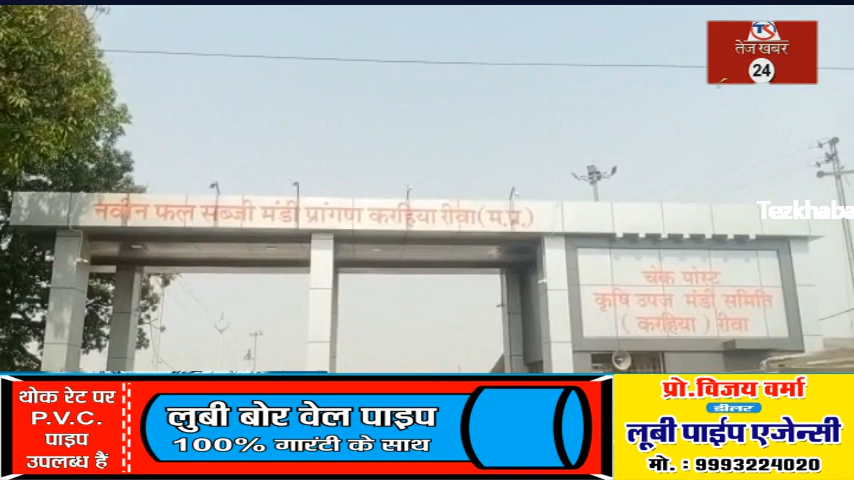 तेज खबर
24
नवीन फल सब्जी मंडी प्रांगण करहिया रीवा (म.प्र.)
Tezkhaba
चेक पोस्ट
कृषि उपज मंडी समिति
( करहिया ) रीवा
थोक रेट पर
P.V.C.
पाइप
उपलब्ध हैं
लुबी बोर वेल पाइप
100% गारंटी के साथ
प्रो.विजय वर्मा
डीलर
लूबी पाईप एजेन्सी
मो. : 9993224020